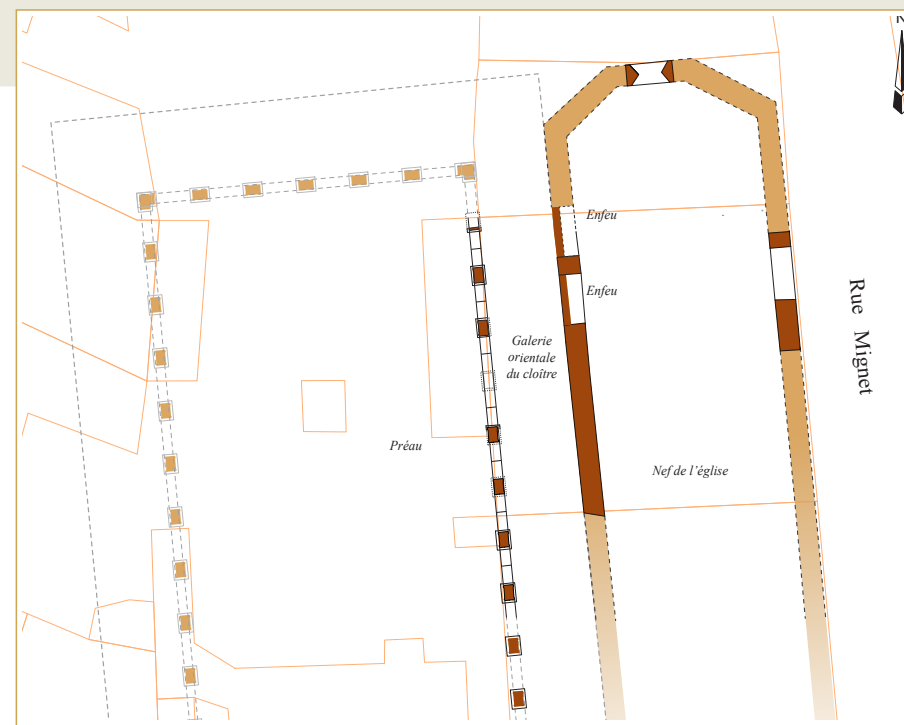 N
Enfeu
Enfeu
Galerie
orientale
du cloître
Rue Mignet
Préau
Nef de l'église